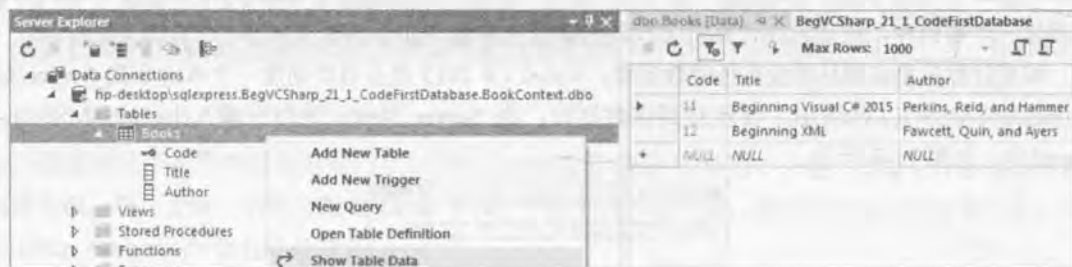 Server Explorer
Data Connections
hp-desktop\sqlexpress.BegVCSharp_21_1_CodeFirstDatabase.BookContext.dbo
Tables
Books
Code
Title
Author
Views
Stored Procedures
Functions
Add New Table
Add New Trigger
New Query
Open Table Definition
Show Table Data
dbo.Books [Data] BegVCSharp_21_1_CodeFirstDatabase
Max Rows: 1000
Code Title Author
11 Beginning Visual C# 2015 Perkins, Reid, and Hammer
12 Beginning XML Fawcett, Quin, and Ayers
NULL NULL NULL